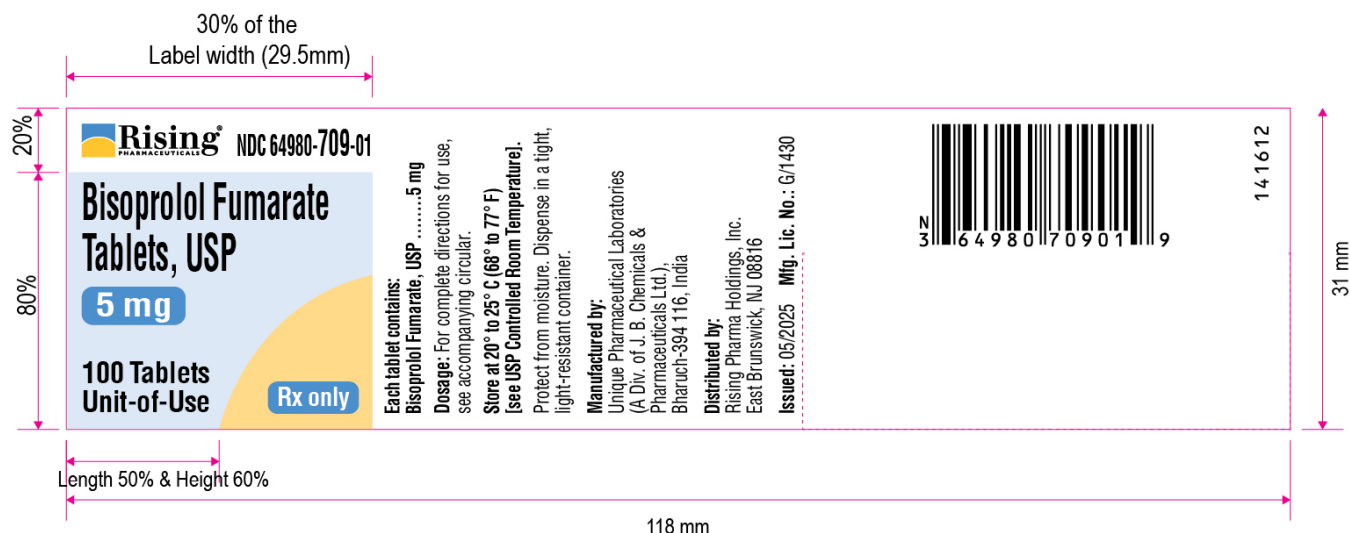 30% of the
Label width (29.5mm)
20%
80%
Rising®
PHARMACEUTICALS
NDC 64980-709-01
Bisoprolol Fumarate
Tablets, USP
5 mg
100 Tablets
Unit-of-Use
Rx only
Each tablet contains:
Bisoprolol Fumarate, USP .........5 mg
Dosage: For complete directions for use,
see accompanying circular.
Store at 20° to 25° C (68° to 77° F)
[see USP Controlled Room Temperature].
Protect from moisture. Dispense in a tight,
light-resistant container.
Manufactured by:
Unique Pharmaceutical Laboratories
(A Div. of J. B. Chemicals &
Pharmaceuticals Ltd.),
Bharuch-394 116, India
Distributed by:
Rising Pharma Holdings, Inc.
East Brunswick, NJ 08816
Issued: 05/2025 Mfg. Lic. No.: G/1430
N
3 64980 70901 9
141612
31 mm
Length 50% & Height 60%
118 mm